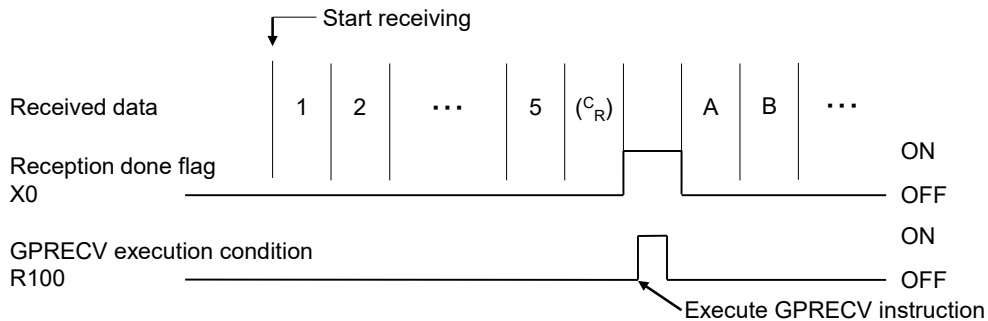 Start receiving
Received data 1 2 ··· 5 (CR) A B ···
Reception done flag ON
X0 OFF
GPRECV execution condition ON
R100 OFF
Execute GPRECV instruction